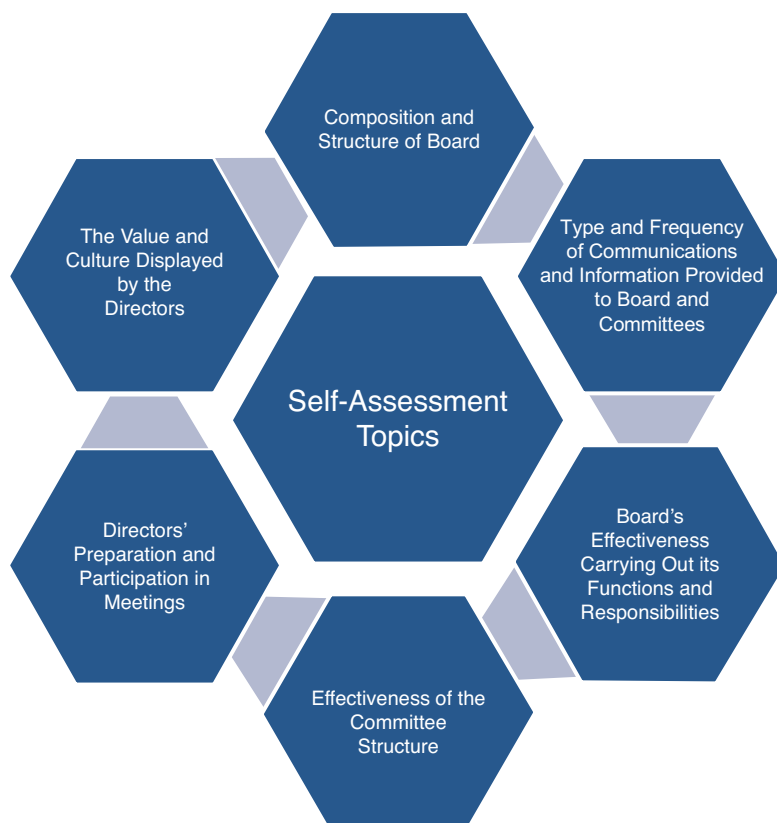 Composition and
Structure of Board
Type and Frequency
of Communications
and Information Provided
to Board and
Committees
Board’s
Effectiveness
Carrying Out its
Functions and
Responsibilities
Effectiveness of the
Committee
Structure
Directors’
Preparation and
Participation in
Meetings
The Value and
Culture Displayed
by the
Directors
Self-Assessment
Topics